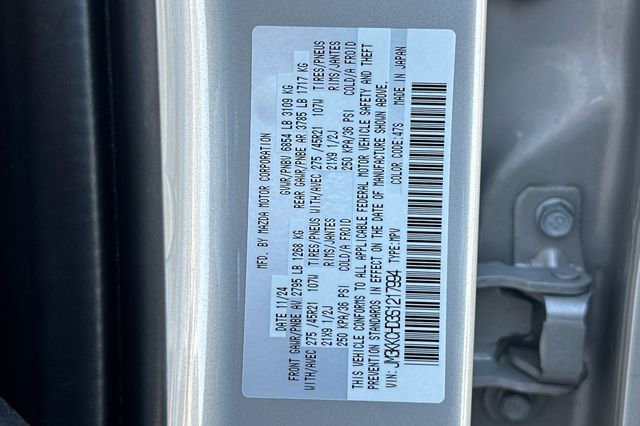 MFD. BY MAZDA MOTOR CORPORATION
DATE 11/24 GVWR/PNBV 6854 LB 3109 KG
FRONT GAWR/PNBE AV 2795 LB 1268 KG REAR GAWR/PNBE AR 3785 LB 1717 KG
WITH/AVEC 275 /45R21 107W TIRES/PNEUS WITH/AVEC 275 /45R21 107W TIRES/PNEUS
21X9 1/2J RIMS/JANTES 21X9 1/2J RIMS/JANTES
250 KPA/36 PSI COLD/A FROID 250 KPA/36 PSI COLD/A FROID
THIS VEHICLE CONFORMS TO ALL APPLICABLE FEDERAL MOTOR VEHICLE SAFETY AND THEFT
PREVENTION STANDARDS IN EFFECT ON THE DATE OF MANUFACTURE SHOWN ABOVE.
VIN: JM3KKCHD3S1217994 TYPE:MPV COLOR CODE:47S MADE IN JAPAN